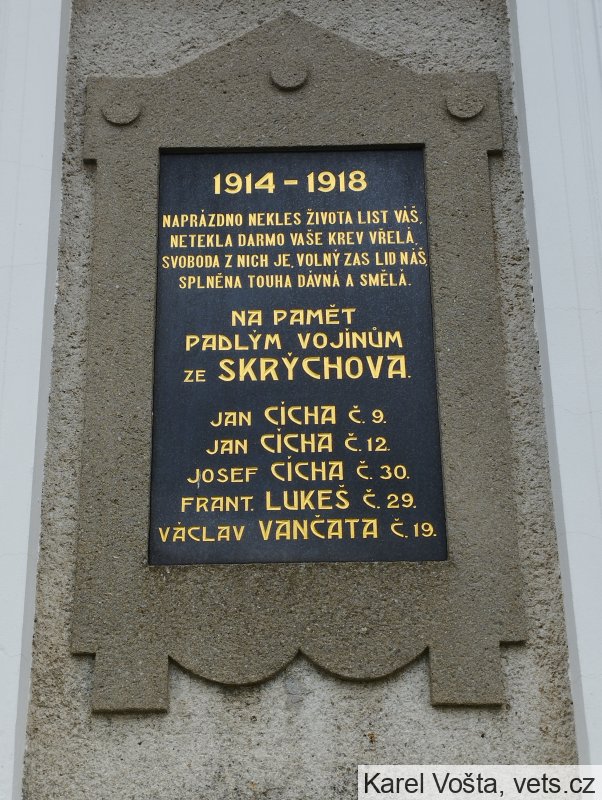 1914 - 1918
NAPRÁZDNO NEKLES ŽIVOTA LIST VÁŠ,
NETEKLA DARMO VAŠE KREV VŘELÁ,
SVOBODA Z NICH JE, VOLNÝ ZAS LID NÁŠ,
SPLNĚNA TOUHA DÁVNÁ A SMĚLÁ.
NA PAMĚT
PADLÝM VOJÍNŮM
ZE SKRÝCHOVA.
JAN CÍCHA Č. 9.
JAN CÍCHA Č. 12.
JOSEF CÍCHA Č. 30.
FRANT. LUKEŠ Č. 29.
VÁCLAV VANČATA Č. 19.
Karel Vošta, vets.cz